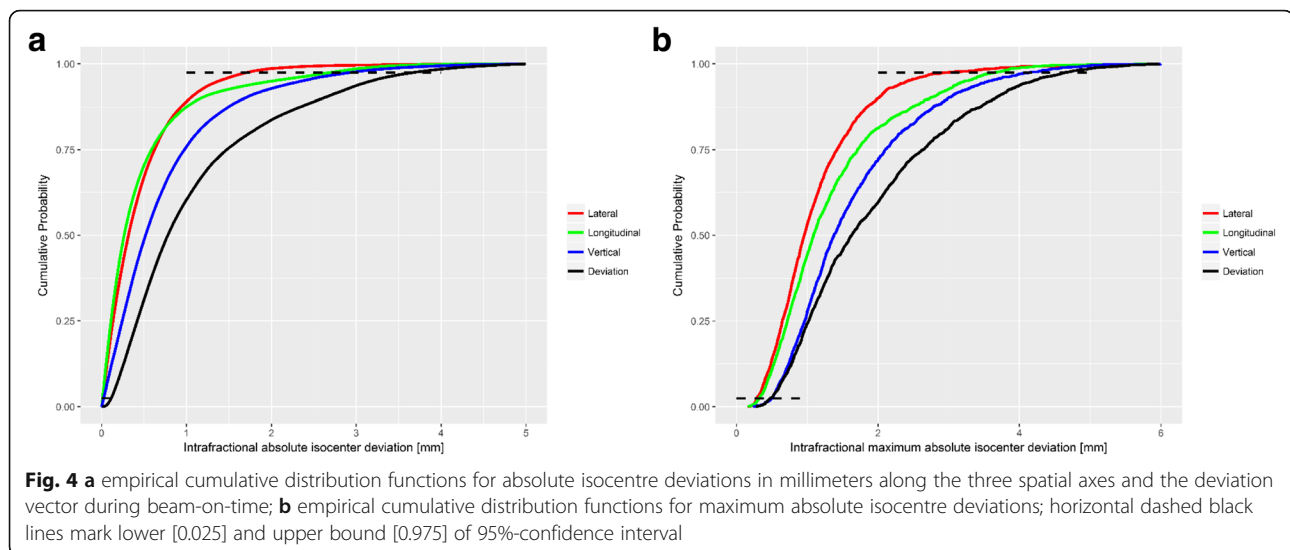 a
1.00
0.75
0.50
0.25
0.00
Cumulative Probability
0
1
2
3
4
5
Intrafractional absolute isocenter deviation [mm]
Lateral
Longitudinal
Vertical
Deviation
b
1.00
0.75
0.50
0.25
0.00
Cumulative Probability
0
2
4
6
Intrafractional maximum absolute isocenter deviation [mm]
Lateral
Longitudinal
Vertical
Deviation
Fig. 4 a empirical cumulative distribution functions for absolute isocentre deviations in millimeters along the three spatial axes and the deviation
vector during beam-on-time; b empirical cumulative distribution functions for maximum absolute isocentre deviations; horizontal dashed black
lines mark lower [0.025] and upper bound [0.975] of 95%-confidence interval